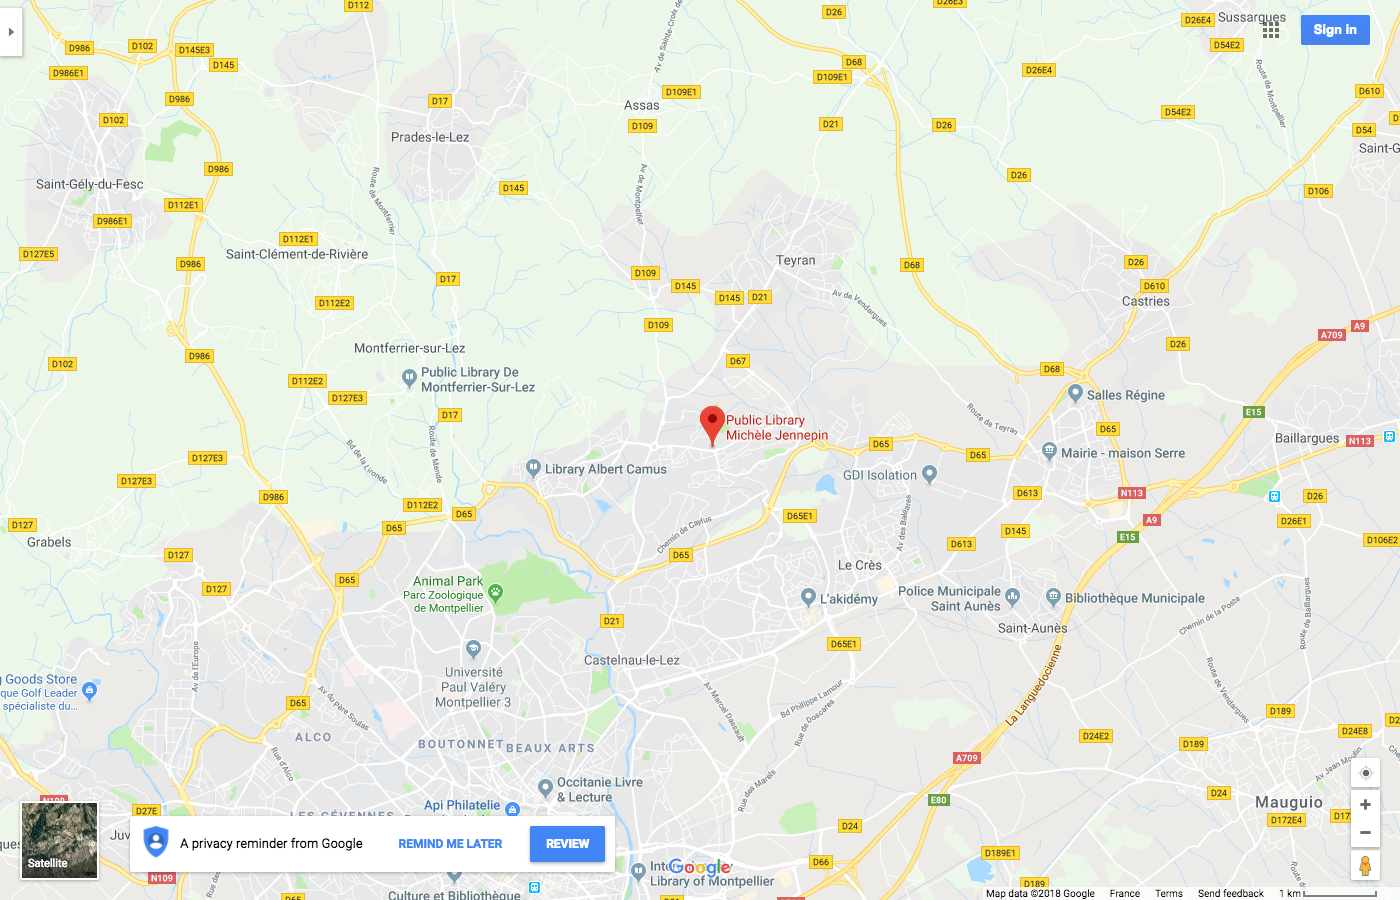 D112
D26
D26E3
D26E4
Sussargues
Sign in
D986
D102
D145E3
D145
D54E2
D986E1
D68
D109E1
D26E4
D986
D17
Assas
D109E1
D610
D102
D109
D21
D26
D54E2
D54
Prades-le-Lez
Av de Sainte-Croix de
Route de Montpellier
Saint-G
D986
Saint-Gély-du-Fesc
D145
D26
D106
D112E1
D986E1
Route de Montferrier
Av de Montpellier
D112E1
D127E5
Saint-Clément-de-Rivière
Teyran
D986
D17
D109
D145
D145
D21
D68
D26
D610
Castries
D112E2
Av de Vendargues
D109
A9
A709
D986
D102
Montferrier-sur-Lez
D67
D26
D68
D112E2
D127E3
Public Library De
Montferrier-Sur-Lez
Salles Régine
D17
Public Library
Michèle Jennepin
Route de Teyran
E15
D65
D65
D65
Baillargues
N113
Mairie - maison Serre
D127E3
Bd de la Lironde
Route de Mende
Library Albert Camus
GDI Isolation
D127E3
D986
D112E2
D65
D65
D613
N113
D26
D127
Grabels
D65E1
Chemin de Caylus
Av des Baléares
D145
A9
E15
D26E1
D106E2
D127
D65
D613
Le Crès
D65
D127
Animal Park
Parc Zoologique
de Montpellier
L'akidémy
Police Municipale
Saint Aunès
Bibliothèque Municipale
Chemin de la Poste
Route de Baillargues
D21
Saint-Aunès
D65E1
Av de l'Europe
Université
Paul Valéry
Montpellier 3
Castelnau-le-Lez
La Languedocienne
Route de Vendargues
g Goods Store
que Golf Leader
spécialiste du...
D65
Av du Père Soulas
Av Marcel Dassault
Bd Philippe Lamour
Rue de Doscares
D189
ALCO
BOUTONNET
BEAUX ARTS
D24E2
D189
D24E8
D2
Rue d'Alco
A709
Av Jean Moulin
Occitanie Livre
& Lecture
Rue des Marels
E80
D24
Mauguio
N109
D27E
Api Philatelie
LES CÉVENNES
D172E4
D17
Satellite
Juv
A privacy reminder from Google
REMIND ME LATER
REVIEW
D24
D189E1
D66
Google
Library of Montpellier
N109
Culture et Bibliothèque
D189
D21
Map data ©2018 Google
France
Terms
Send feedback
1 km